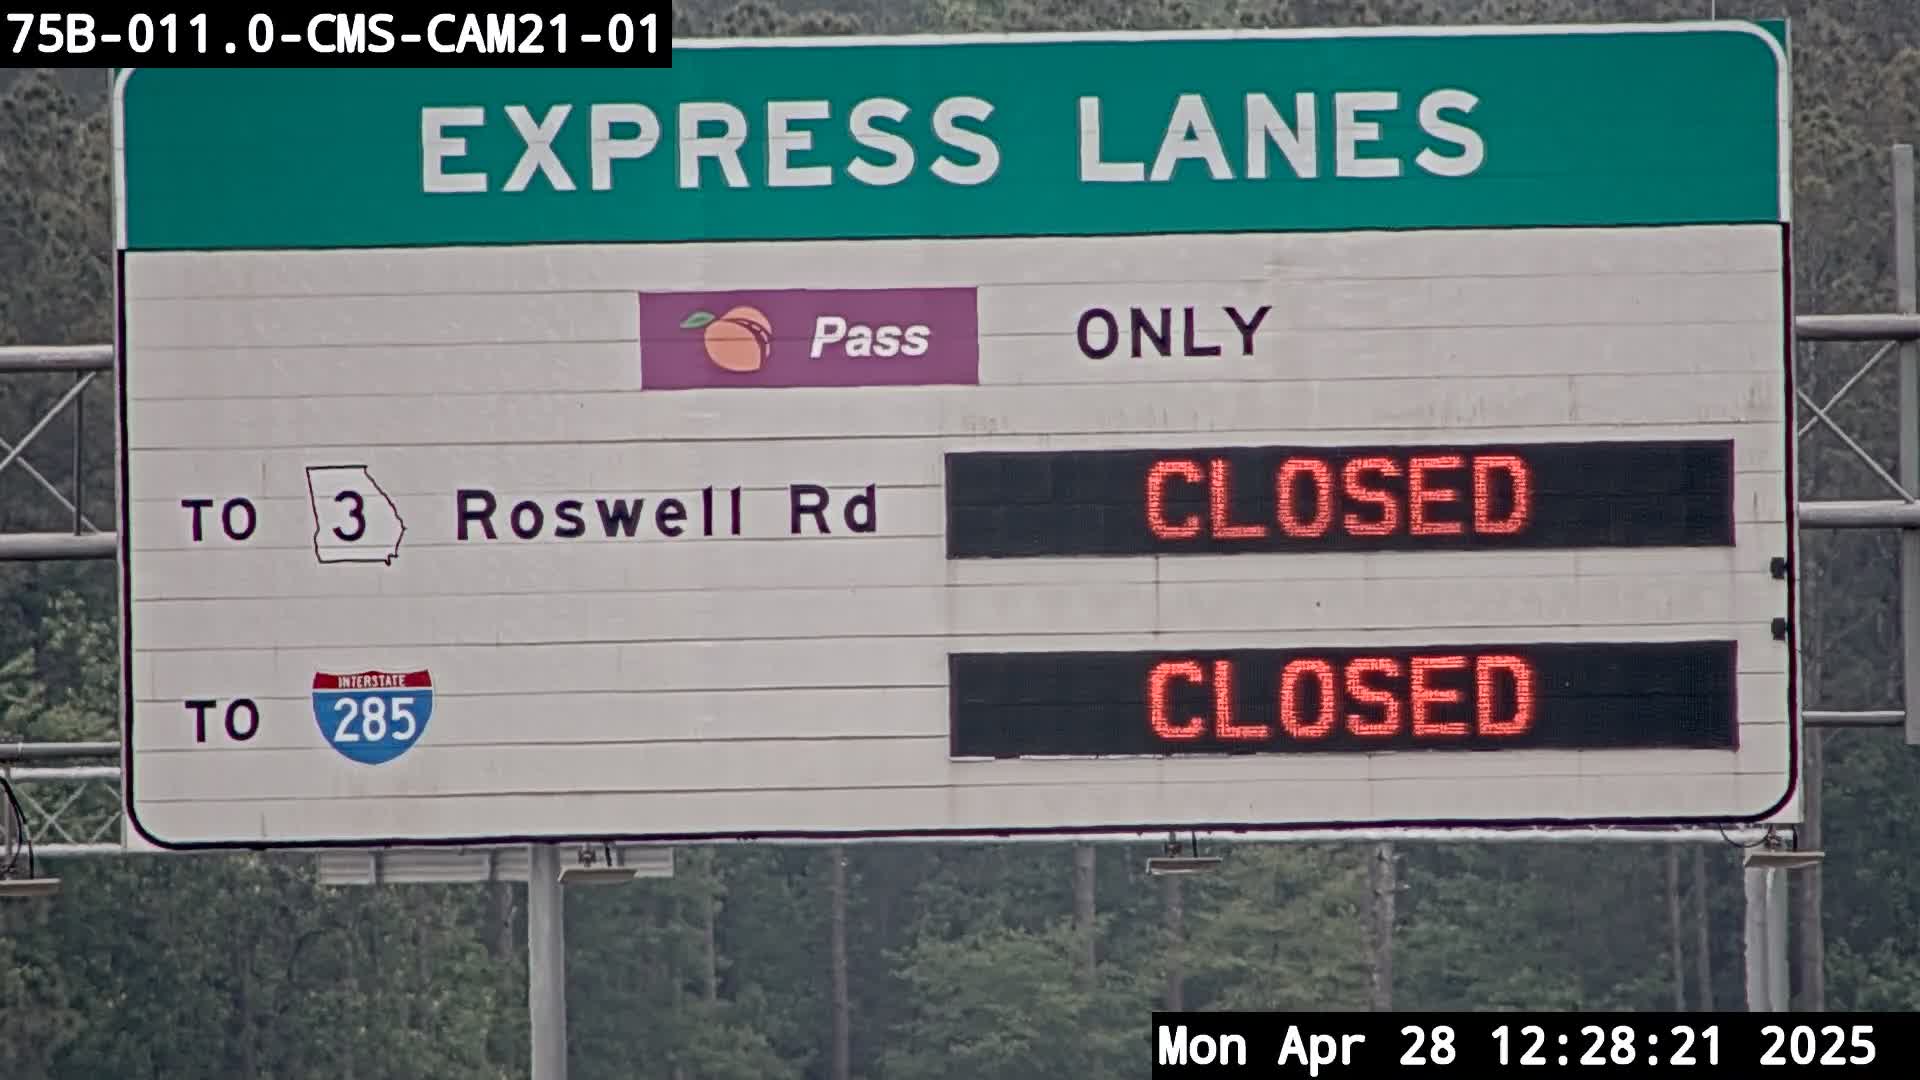 75B-011.0-CMS-CAM21-01
EXPRESS LANES
Pass ONLY
TO 3 Roswell Rd CLOSED
INTERSTATE
TO 285 CLOSED
Mon Apr 28 12:28:21 2025